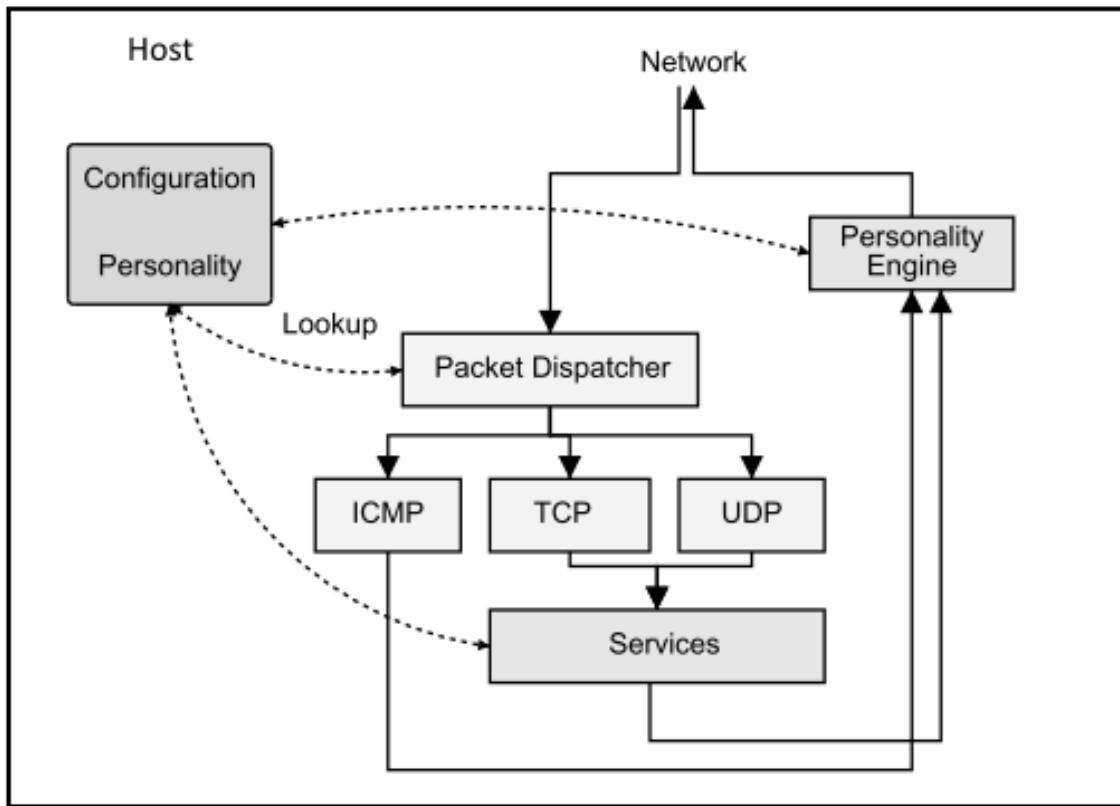 Host
Network
Configuration
Personality
Personality
Engine
Lookup
Packet Dispatcher
ICMP
TCP
UDP
Services